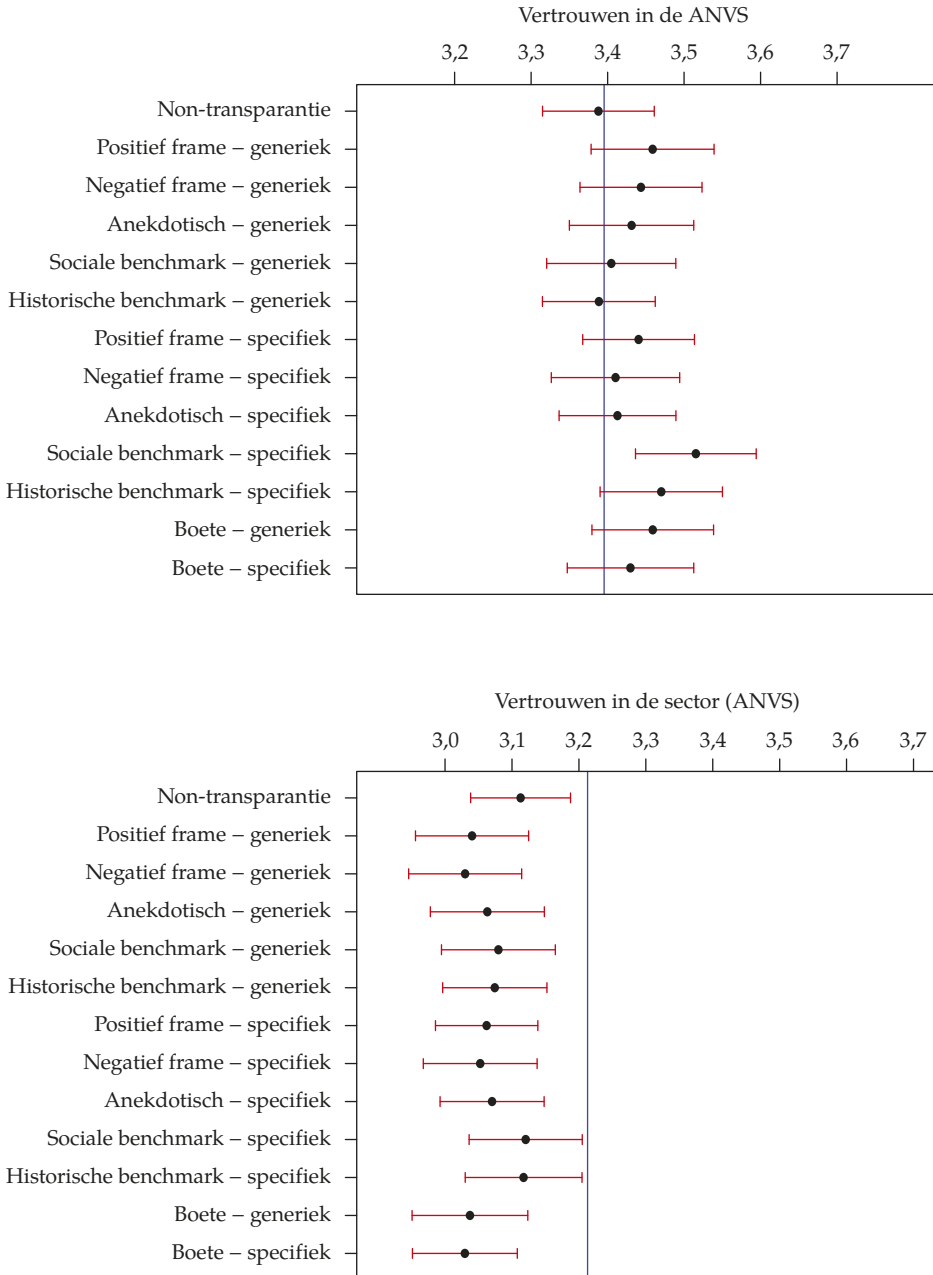 Vertrouwen in de ANVS
3,2 3,3 3,4 3,5 3,6 3,7
Non-transparantie
Positief frame – generiek
Negatief frame – generiek
Anekdotisch – generiek
Sociale benchmark – generiek
Historische benchmark – generiek
Positief frame – specifiek
Negatief frame – specifiek
Anekdotisch – specifiek
Sociale benchmark – specifiek
Historische benchmark – specifiek
Boete – generiek
Boete – specifiek
Vertrouwen in de sector (ANVS)
3,0 3,1 3,2 3,3 3,4 3,5 3,6 3,7
Non-transparantie
Positief frame – generiek
Negatief frame – generiek
Anekdotisch – generiek
Sociale benchmark – generiek
Historische benchmark – generiek
Positief frame – specifiek
Negatief frame – specifiek
Anekdotisch – specifiek
Sociale benchmark – specifiek
Historische benchmark – specifiek
Boete – generiek
Boete – specifiek